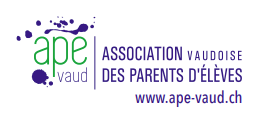 ape
vaud
ASSOCIATION VAUDOISE
DES PARENTS D'ÉLÈVES
www.ape-vaud.ch